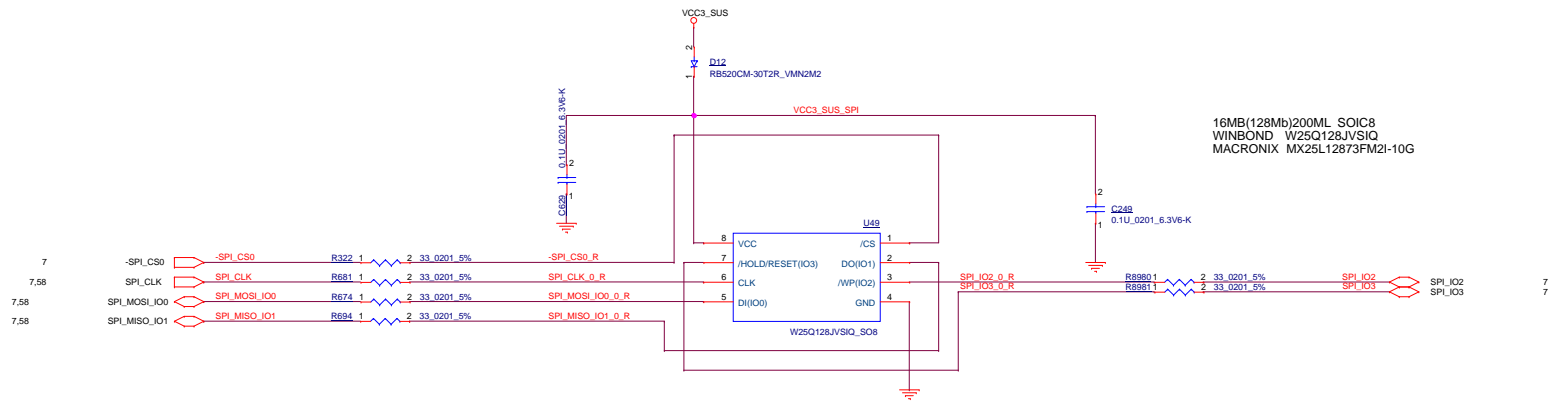 VCC3_SUS
2
D12
1
RB520CM-30T2R_VMN2M2
VCC3_SUS_SPI
0.1U_0201_6.3V6-K
2
1
C629
16MB(128Mb)200ML SOIC8
WINBOND W25Q128JVSIQ
MACRONIX MX25L12873FM2I-10G
2
C249
0.1U_0201_6.3V6-K
1
U49
8 VCC /CS 1
7 /HOLD/RESET(IO3) DO(IO1) 2
6 CLK /WP(IO2) 3
5 DI(IO0) GND 4
W25Q128JVSIQ_SO8
7 -SPI_CS0 -SPI_CS0 R322 1 2 33_0201_5% -SPI_CS0_R
7,58 SPI_CLK SPI_CLK R681 1 2 33_0201_5% SPI_CLK_0_R
7,58 SPI_MOSI_IO0 SPI_MOSI_IO0 R674 1 2 33_0201_5% SPI_MOSI_IO0_0_R
7,58 SPI_MISO_IO1 SPI_MISO_IO1 R694 1 2 33_0201_5% SPI_MISO_IO1_0_R
SPI_IO2_0_R R8980 1 2 33_0201_5% SPI_IO2 SPI_IO2 7
SPI_IO3_0_R R8981 1 2 33_0201_5% SPI_IO3 SPI_IO3 7